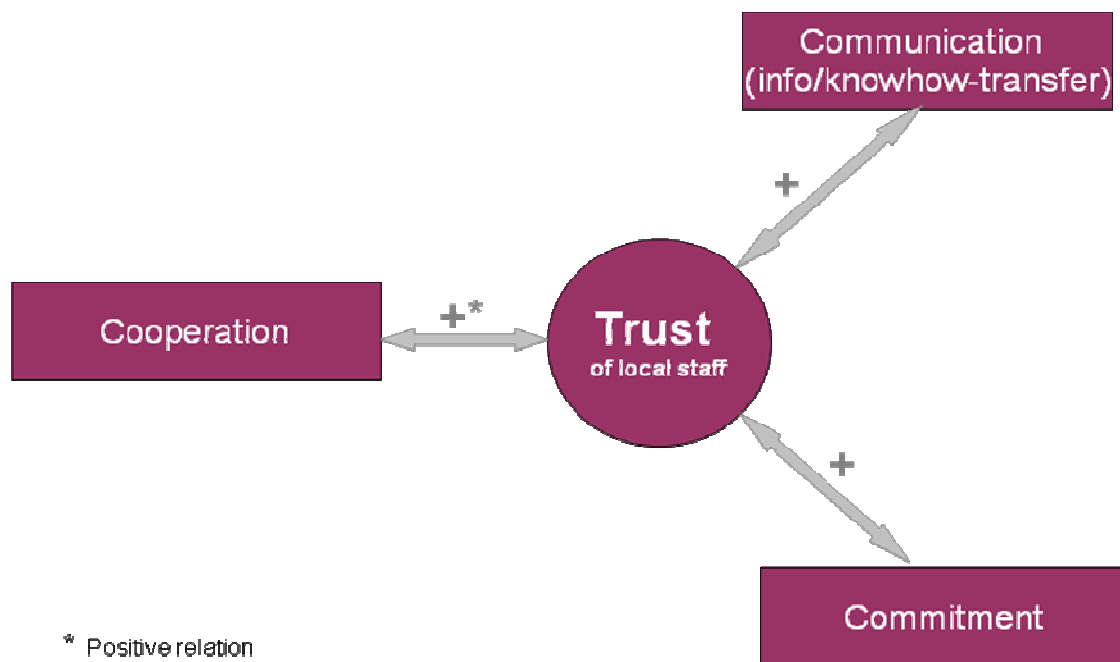 Communication
(info/knowhow-transfer)
+
Cooperation
+*
Trust
of local staff
+
Commitment
* Positive relation